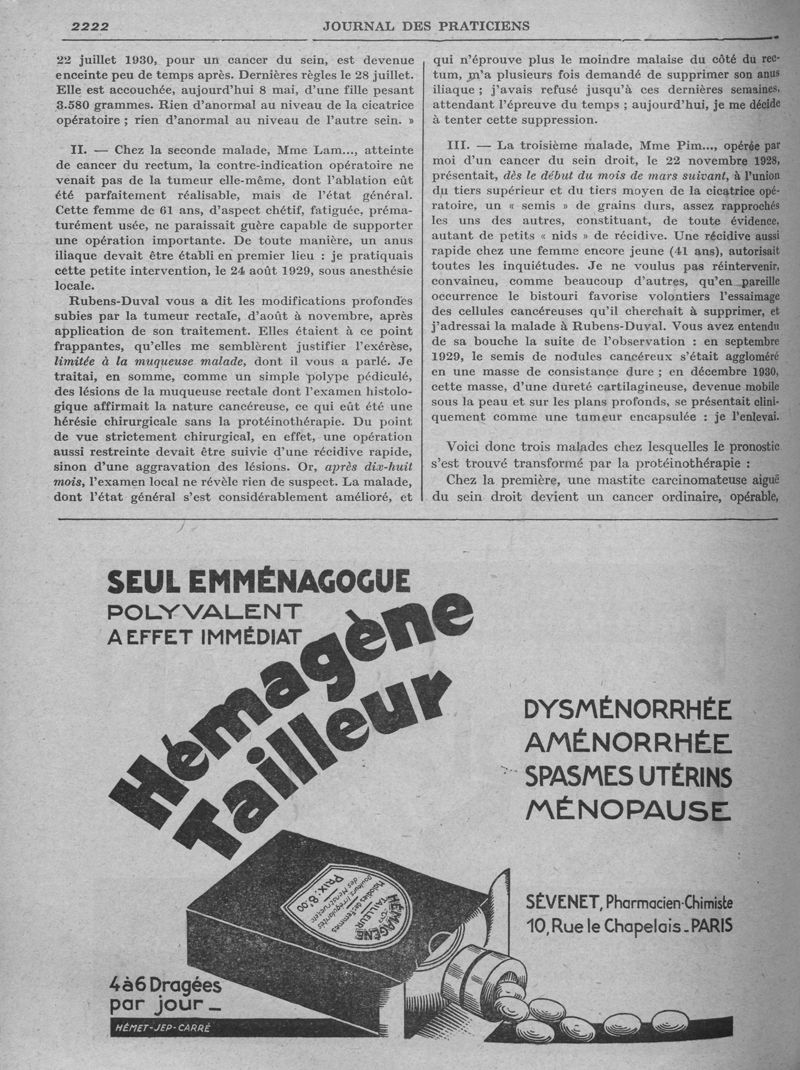 2222
JOURNAL DES PRATICIENS
22 juillet 1930, pour un cancer du sein, est devenue
enceinte peu de temps après. Dernières règles le 28 juillet.
Elle est accouchée, aujourd'hui 8 mai, d'une fille pesant
3.580 grammes. Rien d'anormal au niveau de la cicatrice
opératoire ; rien d'anormal au niveau de l'autre sein. »
II. — Chez la seconde malade, Mme Lam..., atteinte
de cancer du rectum, la contre-indication opératoire ne
venait pas de la tumeur elle-même, dont l'ablation eût
été parfaitement réalisable, mais de l'état général.
Cette femme de 61 ans, d'aspect chétif, fatiguée, préma-
turément usée, ne paraissait guère capable de supporter
une opération importante. De toute manière, un anus
iliaque devait être établi en premier lieu : je pratiquais
cette petite intervention, le 24 août 1929, sous anesthésie
locale.
Rubens-Duval vous a dit les modifications profondes
subies par la tumeur rectale, d'août à novembre, après
application de son traitement. Elles étaient à ce point
frappantes, qu'elles me semblèrent justifier l'exérèse,
limitée à la muqueuse malade, dont il vous a parlé. Je
traitai, en somme, comme un simple polype pédiculé,
des lésions de la muqueuse rectale dont l'examen histolo-
gique affirmait la nature cancéreuse, ce qui eût été une
hérésie chirurgicale sans la protéinothérapie. Du point
de vue strictement chirurgical, en effet, une opération
aussi restreinte devait être suivie d'une récidive rapide,
sinon d'une aggravation des lésions. Or, après dix-huit
mois, l'examen local ne révèle rien de suspect. La malade,
dont l'état général s'est considérablement amélioré, et
qui n'éprouve plus le moindre malaise du côté du rec-
tum, m'a plusieurs fois demandé de supprimer son anus
iliaque ; j'avais refusé jusqu'à ces dernières semaines,
attendant l'épreuve du temps ; aujourd'hui, je me décide
à tenter cette suppression.
III. — La troisième malade, Mme Pim..., opérée par
moi d'un cancer du sein droit, le 22 novembre 1928,
présentait, dès le début du mois de mars suivant, à l'union
du tiers supérieur et du tiers moyen de la cicatrice opé-
ratoire, un « semis » de grains durs, assez rapprochés
les uns des autres, constituant, de toute évidence,
autant de petits « nids » de récidive. Une récidive aussi
rapide chez une femme encore jeune (41 ans), autorisait
toutes les inquiétudes. Je ne voulus pas réintervenir,
convaincu, comme beaucoup d'autres, qu'en pareille
occurrence le bistouri favorise volontiers l'essaimage
des cellules cancéreuses qu'il cherchait à supprimer, et
j'adressai la malade à Rubens-Duval. Vous avez entendu
de sa bouche la suite de l'observation : en septembre
1929, le semis de nodules cancéreux s'était aggloméré
en une masse de consistance dure ; en décembre 1930,
cette masse, d'une dureté cartilagineuse, devenue mobile
sous la peau et sur les plans profonds, se présentait clini-
quement comme une tumeur encapsulée : je l'enlevai.
Voici donc trois malades chez lesquelles le pronostic
s'est trouvé transformé par la protéinothérapie :
Chez la première, une mastite carcinomateuse aiguë
du sein droit devient un cancer ordinaire, opérable,
SEUL EMMÉNAGOGUE
POLYVALENT
A EFFET IMMÉDIAT
Hémagène
Tailleur
DYSMÉNORRHÉE
AMÉNORRHÉE
SPASMES UTÉRINS
MÉNOPAUSE
HÉMAGÈNE
TAILLEUR
Maladies des Femmes
Douleurs Irrégularités
des Menstrues
PRIX: 8'.00
SÉVENET, Pharmacien-Chimiste
10, Rue le Chapelais_PARIS
4 à 6 Dragées
par jour_
HÉMET-JEP-CARRÉ